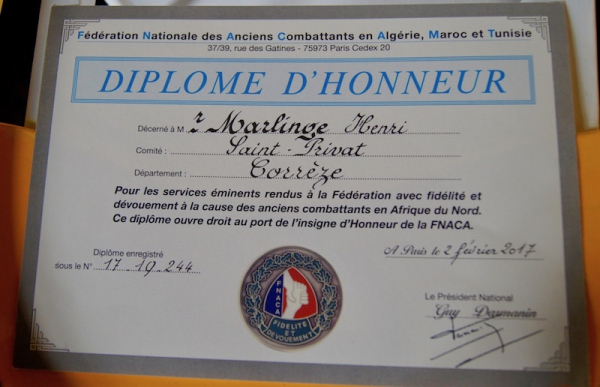 Fédération Nationale des Anciens Combattants en Algérie, Maroc et Tunisie
37/39, rue des Gatines - 75973 Paris Cedex 20
DIPLOME D'HONNEUR
Décerné à M r Marlinge Henri
Comité : Saint-Privat
Département : Corrèze
Pour les services éminents rendus à la Fédération avec fidélité et
dévouement à la cause des anciens combattants en Afrique du Nord.
Ce diplôme ouvre droit au port de l'insigne d'Honneur de la FNACA.
Diplôme enregistré
sous le N° 17.19.244
A Paris le 2 février 2017
FNACA
FIDELITE
ET
DEVOUEMENT
Le Président National
Guy Darmanin